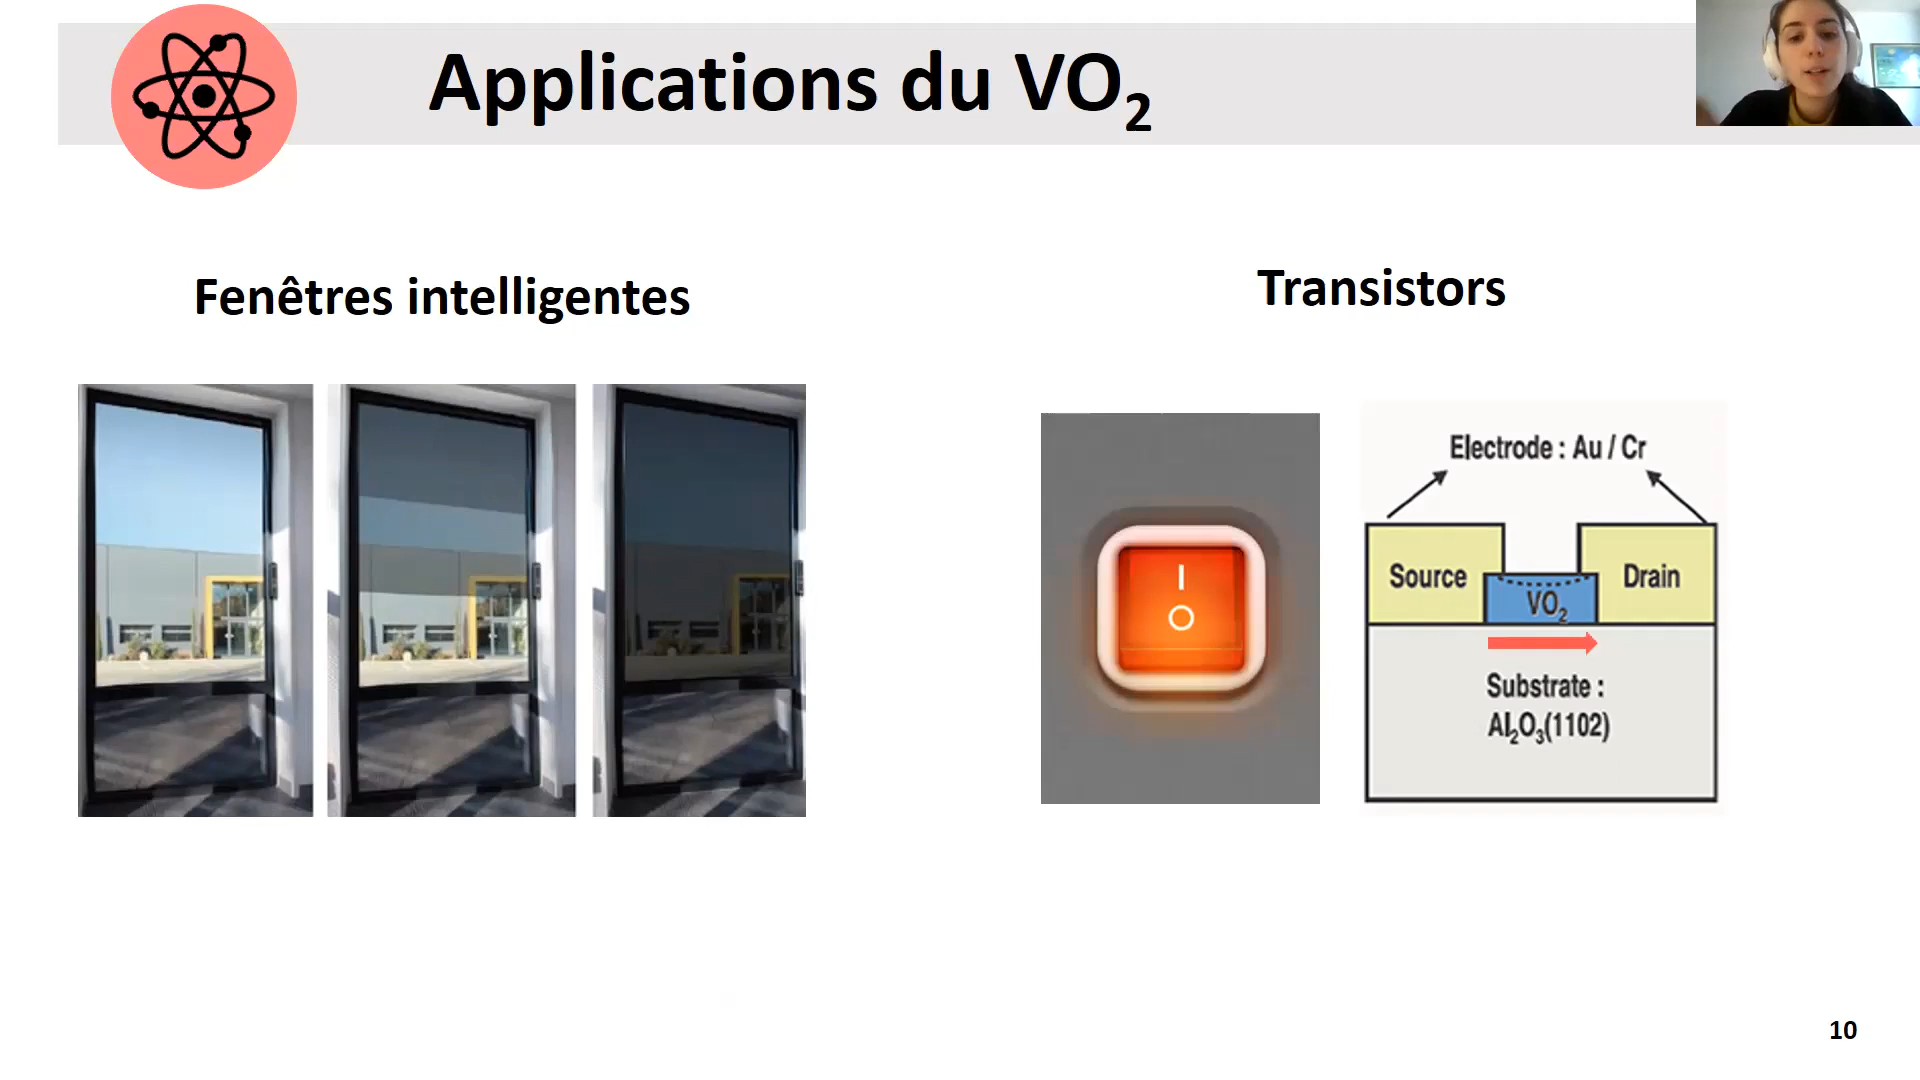 Applications du VO₂
Fenêtres intelligentes
Transistors
Electrode : Au / Cr
Source
VO₂
Drain
Substrate :
Al₂O₃(1102)
10